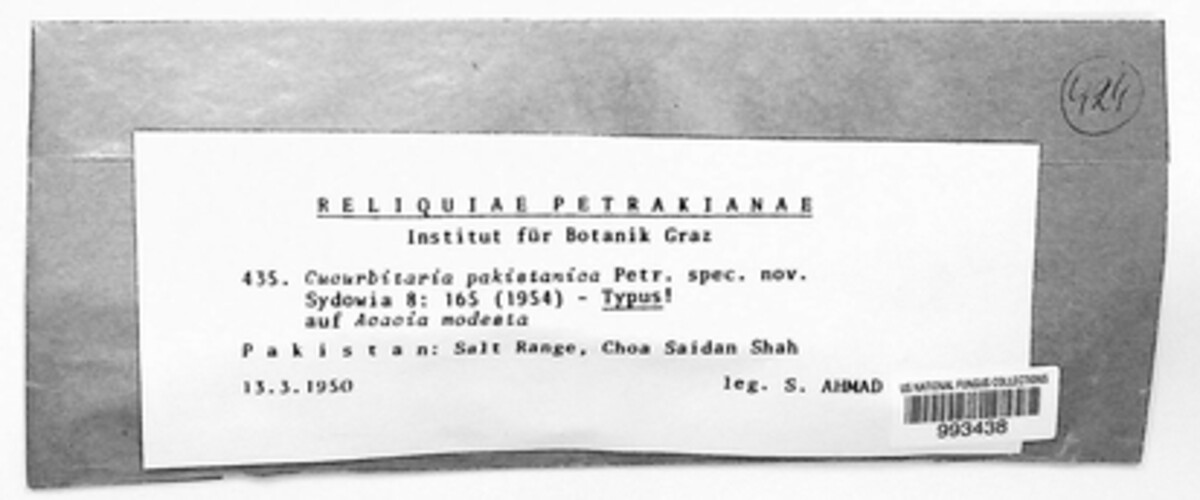 424
RELIQUIAE PETRAKIANAE
Institut für Botanik Graz
435. Cucurbitaria pakistanica Petr. spec. nov.
Sydowia 8: 165 (1954) - Typus!
auf Acacia modesta
Pakistan: Salt Range, Choa Saidan Shah
13.3.1950 leg. S. AHMAD
US NATIONAL FUNGUS COLLECTIONS
993438